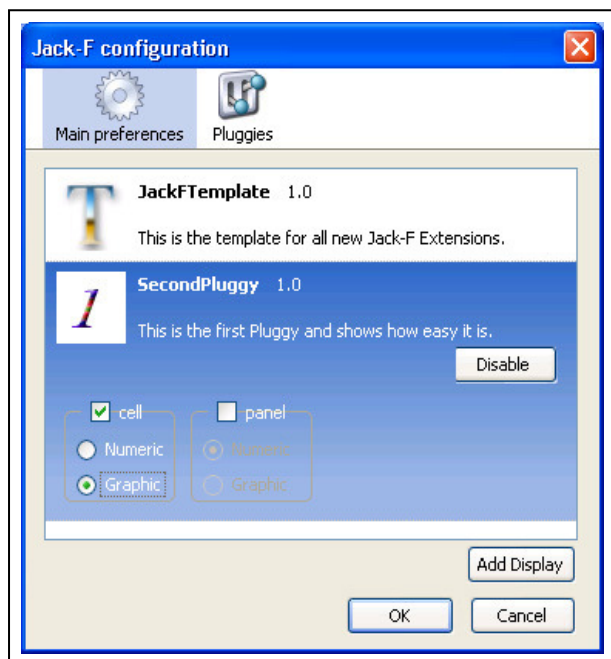 Jack-F configuration
Main preferences
Pluggies
JackFTemplate 1.0
This is the template for all new Jack-F Extensions.
SecondPluggy 1.0
This is the first Pluggy and shows how easy it is.
Disable
cell
panel
Numeric
Numeric
Graphic
Graphic
Add Display
OK
Cancel